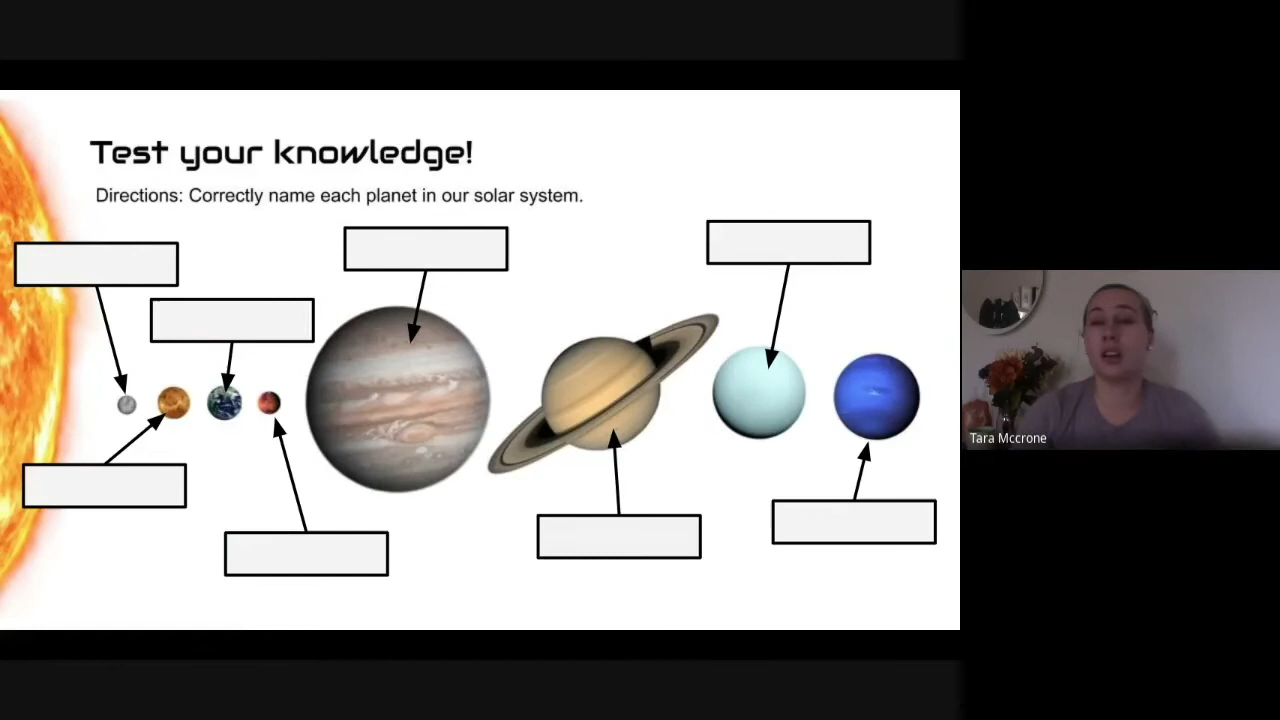 Test your knowledge!
Directions: Correctly name each planet in our solar system.
Tara Mccrone